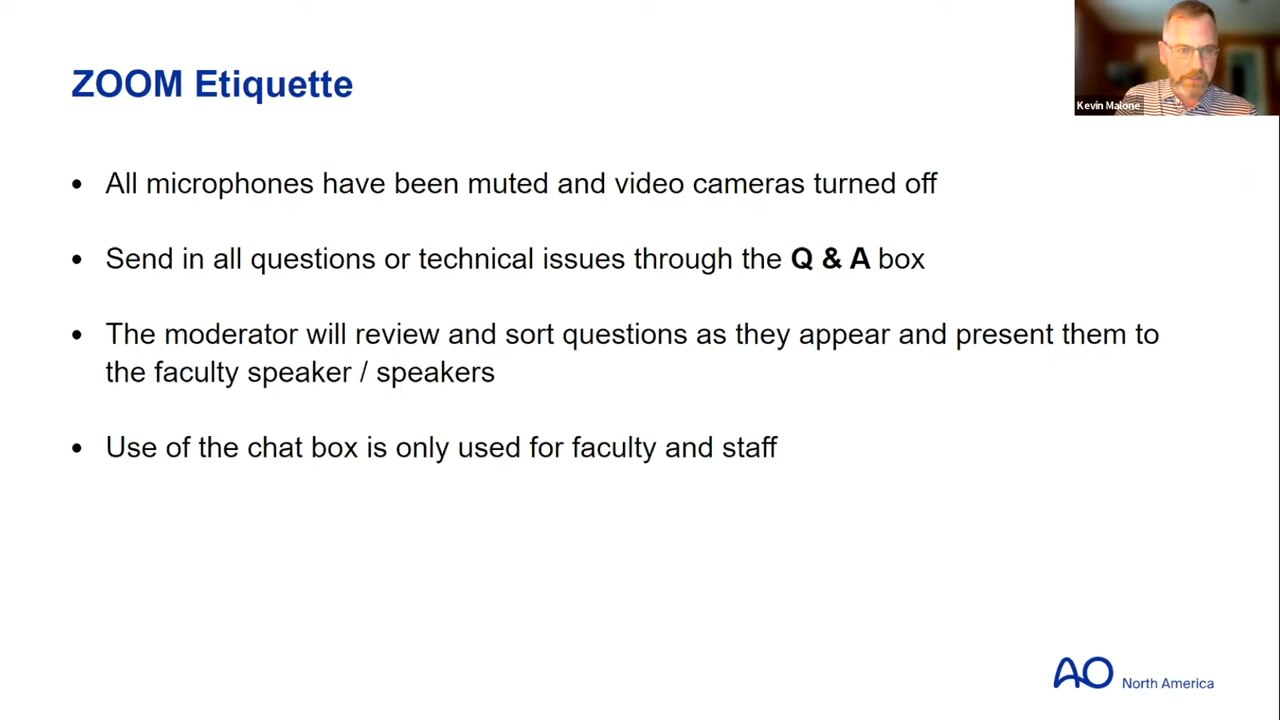 ZOOM Etiquette
Kevin Malone
• All microphones have been muted and video cameras turned off
• Send in all questions or technical issues through the Q & A box
• The moderator will review and sort questions as they appear and present them to
the faculty speaker / speakers
• Use of the chat box is only used for faculty and staff
AO North America